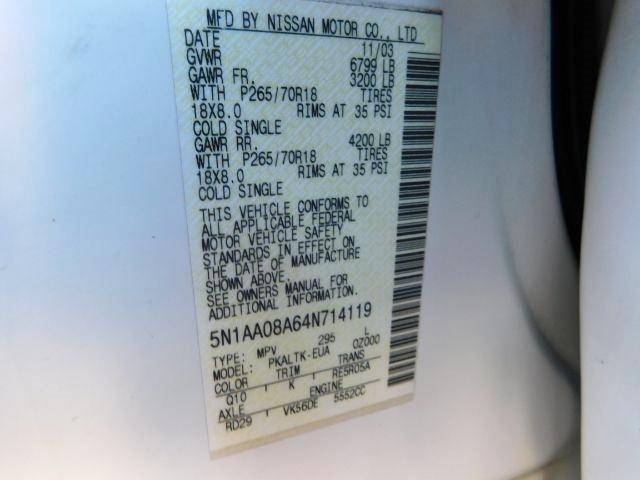 MFD BY NISSAN MOTOR CO., LTD
DATE 11/03
GVWR 6799 LB
GAWR FR. 3200 LB
WITH P265/70R18 TIRES
18X8.0 RIMS AT 35 PSI
COLD SINGLE
GAWR RR. 4200 LB
WITH P265/70R18 TIRES
18X8.0 RIMS AT 35 PSI
COLD SINGLE
THIS VEHICLE CONFORMS TO
ALL APPLICABLE FEDERAL
MOTOR VEHICLE SAFETY
STANDARDS IN EFFECT ON
THE DATE OF MANUFACTURE
SHOWN ABOVE.
SEE OWNERS MANUAL FOR
ADDITIONAL INFORMATION.
5N1AA08A64N714119
TYPE: MPV 295 L
MODEL: PKALTK-EUA 0Z000
COLOR TRIM TRANS
Q10 K RE5R05A
AXLE ENGINE
RD29 VK56DE 5552CC